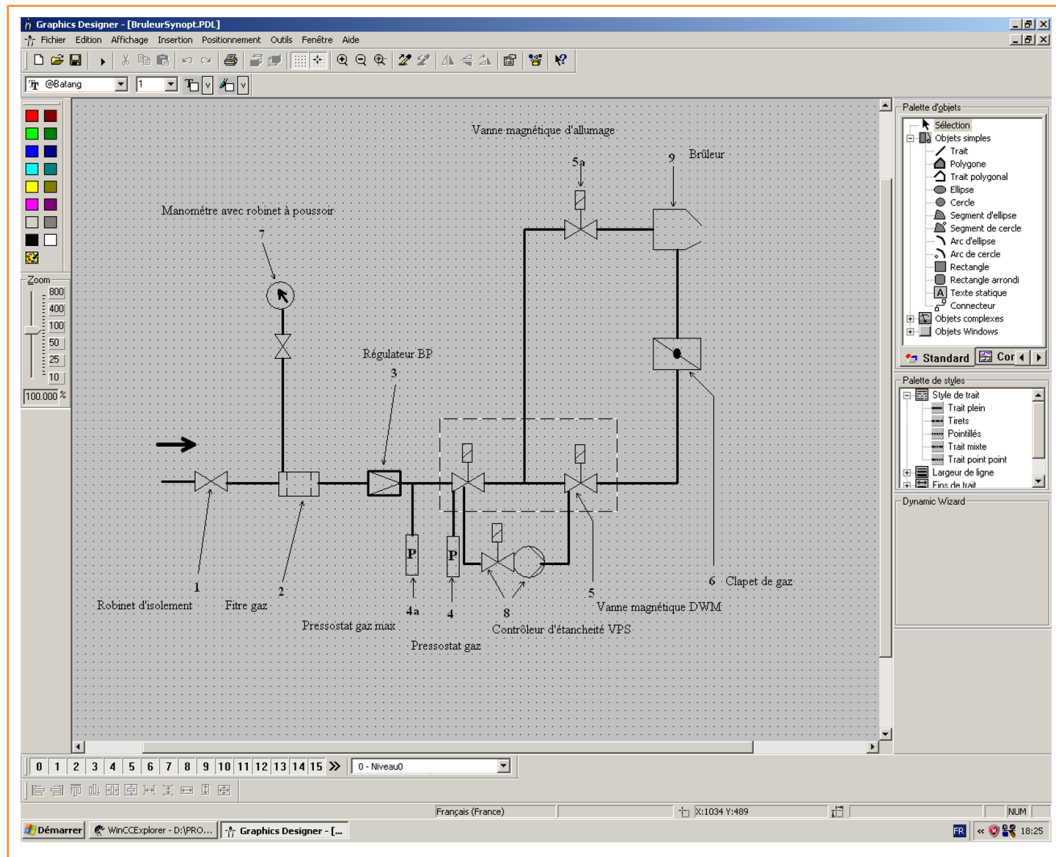 Graphics Designer - [BruleurSynopt.PDL]
Fichier Edition Affichage Insertion Positionnement Outils Fenêtre Aide
@Batang 1
Palette d'objets
Sélection
Objets simples
Trait
Polygone
Trait polygonal
Ellipse
Cercle
Segment d'ellipse
Segment de cercle
Arc d'ellipse
Arc de cercle
Rectangle
Rectangle arrondi
Texte statique
Connecteur
Objets complexes
Objets Windows
Standard
Palette de styles
Style de trait
Trait plein
Tirets
Pointillés
Trait mixte
Trait point point
Largeur de ligne
Fins de trait
Dynamic Wizard
Zoom
800
400
100
50
25
10
100.000 %
Vanne magnétique d'allumage
5a
9 Brûleur
Manométre avec robinet à poussoir
7
Régulateur BP
3
P P
1 2 4a 4 8 5
6 Clapet de gaz
Robinet d'isolement Fitre gaz
Vanne magnétique DWM
Pressostat gaz max
Contrôleur d'étancheité VPS
Pressostat gaz
0 1 2 3 4 5 6 7 8 9 10 11 12 13 14 15 0 - Niveau0
Français (France) X:1034 Y:489 NUM
Démarrer WinCCExplorer - D:\PRO... Graphics Designer - [... FR 18:25